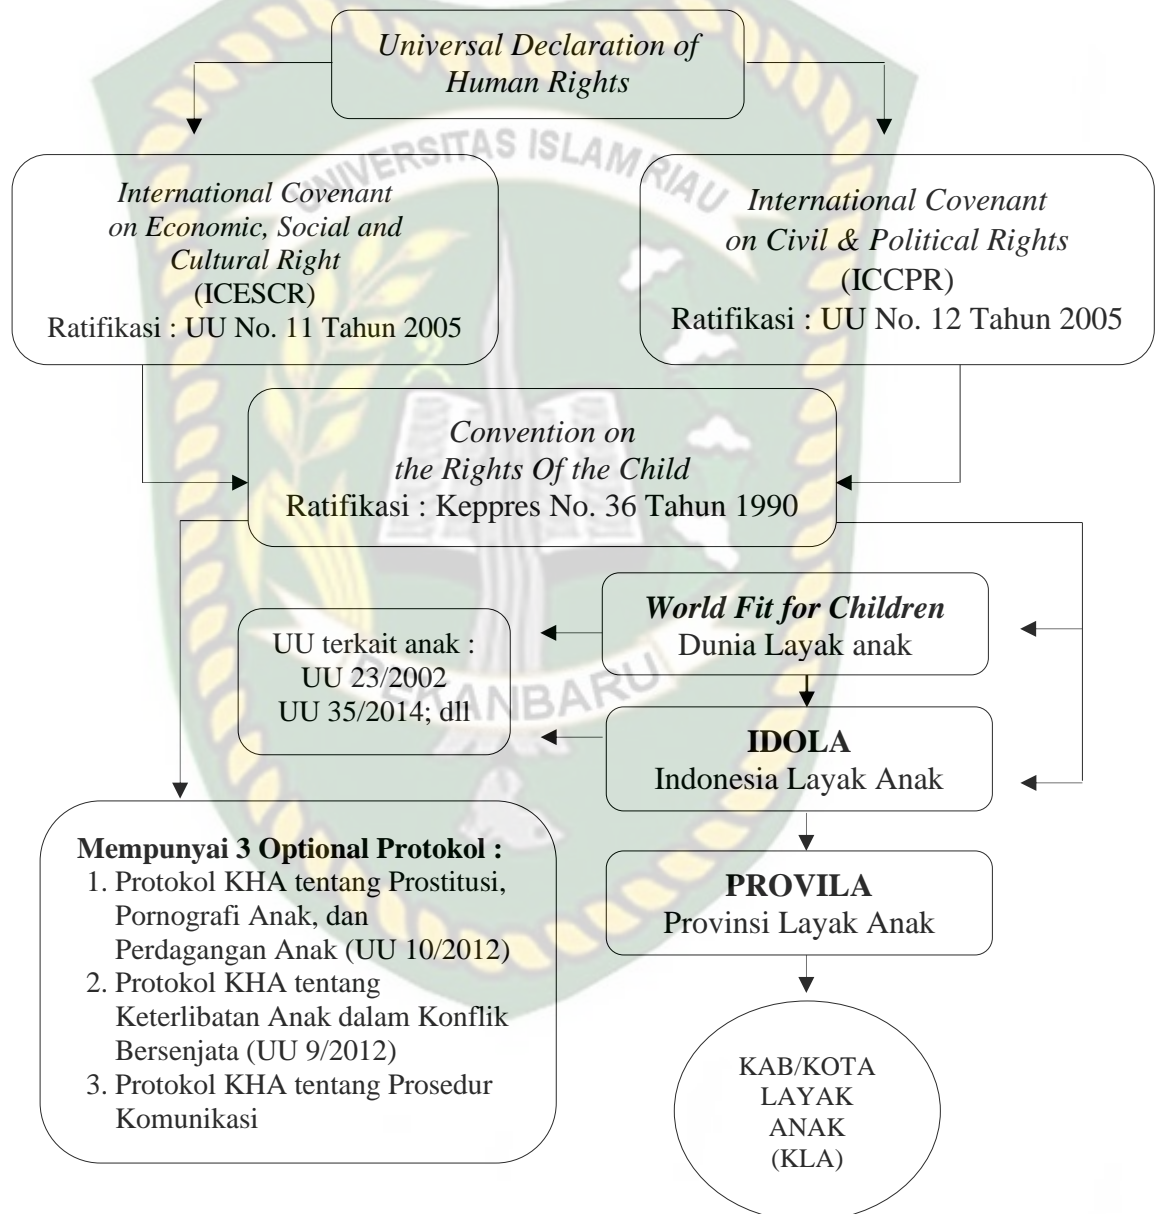 Universal Declaration of
Human Rights
UNIVERSITAS ISLAM RIAU
International Covenant
on Economic, Social and
Cultural Right
(ICESCR)
Ratifikasi : UU No. 11 Tahun 2005
International Covenant
on Civil & Political Rights
(ICCPR)
Ratifikasi : UU No. 12 Tahun 2005
Convention on
the Rights Of the Child
Ratifikasi : Keppres No. 36 Tahun 1990
World Fit for Children
Dunia Layak anak
UU terkait anak :
UU 23/2002
UU 35/2014; dll
PEKANBARU
IDOLA
Indonesia Layak Anak
Mempunyai 3 Optional Protokol :
1. Protokol KHA tentang Prostitusi,
Pornografi Anak, dan
Perdagangan Anak (UU 10/2012)
2. Protokol KHA tentang
Keterlibatan Anak dalam Konflik
Bersenjata (UU 9/2012)
3. Protokol KHA tentang Prosedur
Komunikasi
PROVILA
Provinsi Layak Anak
KAB/KOTA
LAYAK
ANAK
(KLA)